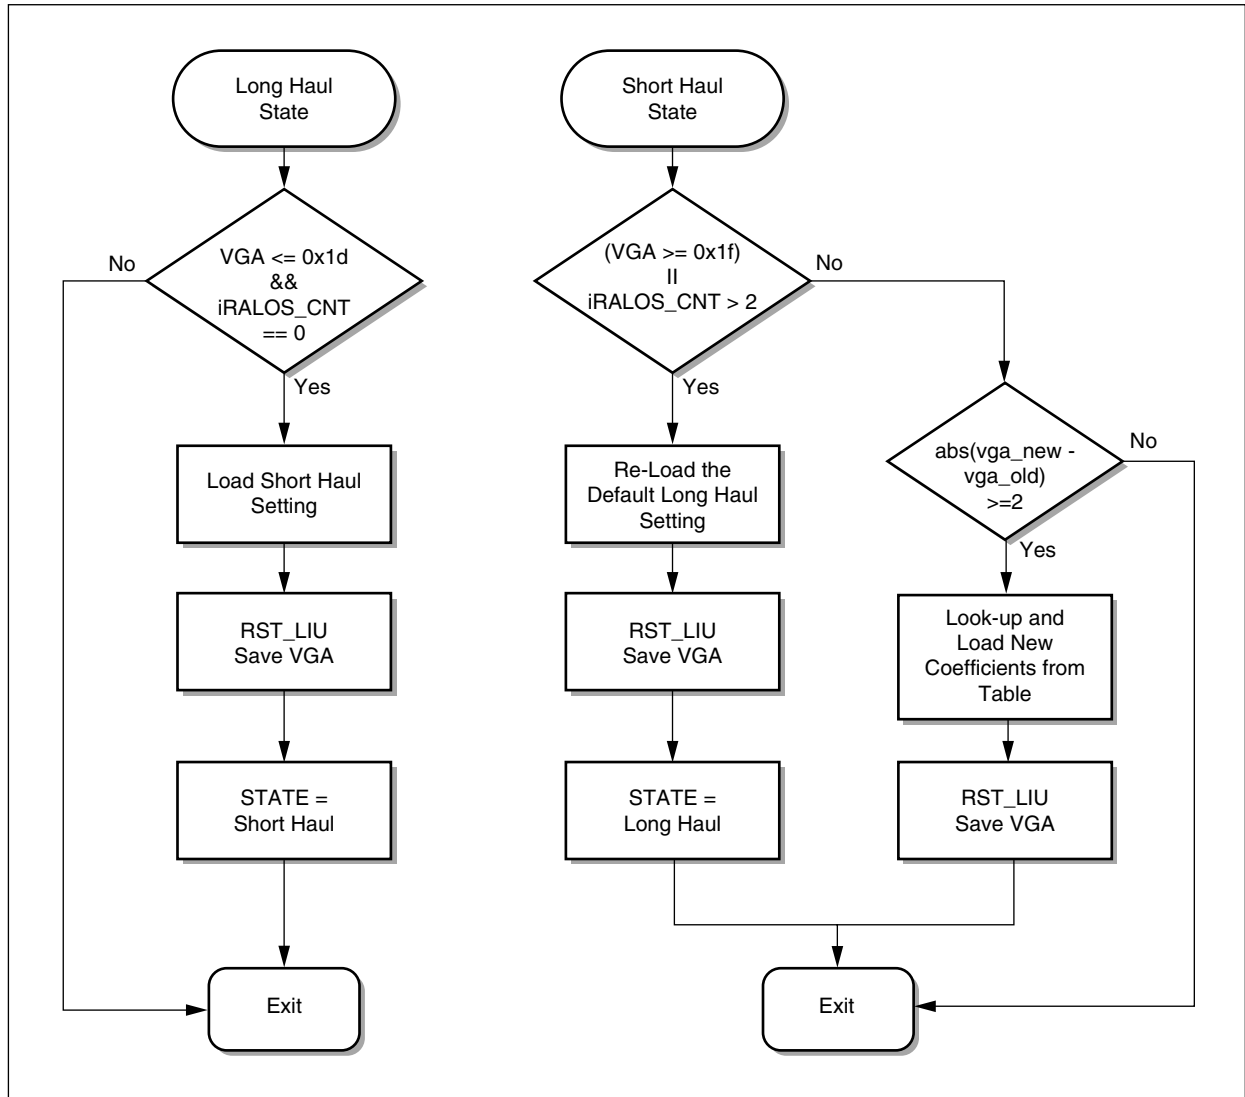 Long Haul
State
No
VGA <= 0x1d
&&
iRALOS_CNT
== 0
Yes
Load Short Haul
Setting
RST_LIU
Save VGA
STATE =
Short Haul
Exit
Short Haul
State
(VGA >= 0x1f)
II
iRALOS_CNT > 2
No
Yes
Re-Load the
Default Long Haul
Setting
RST_LIU
Save VGA
STATE =
Long Haul
abs(vga_new -
vga_old)
>=2
No
Yes
Look-up and
Load New
Coefficients from
Table
RST_LIU
Save VGA
Exit